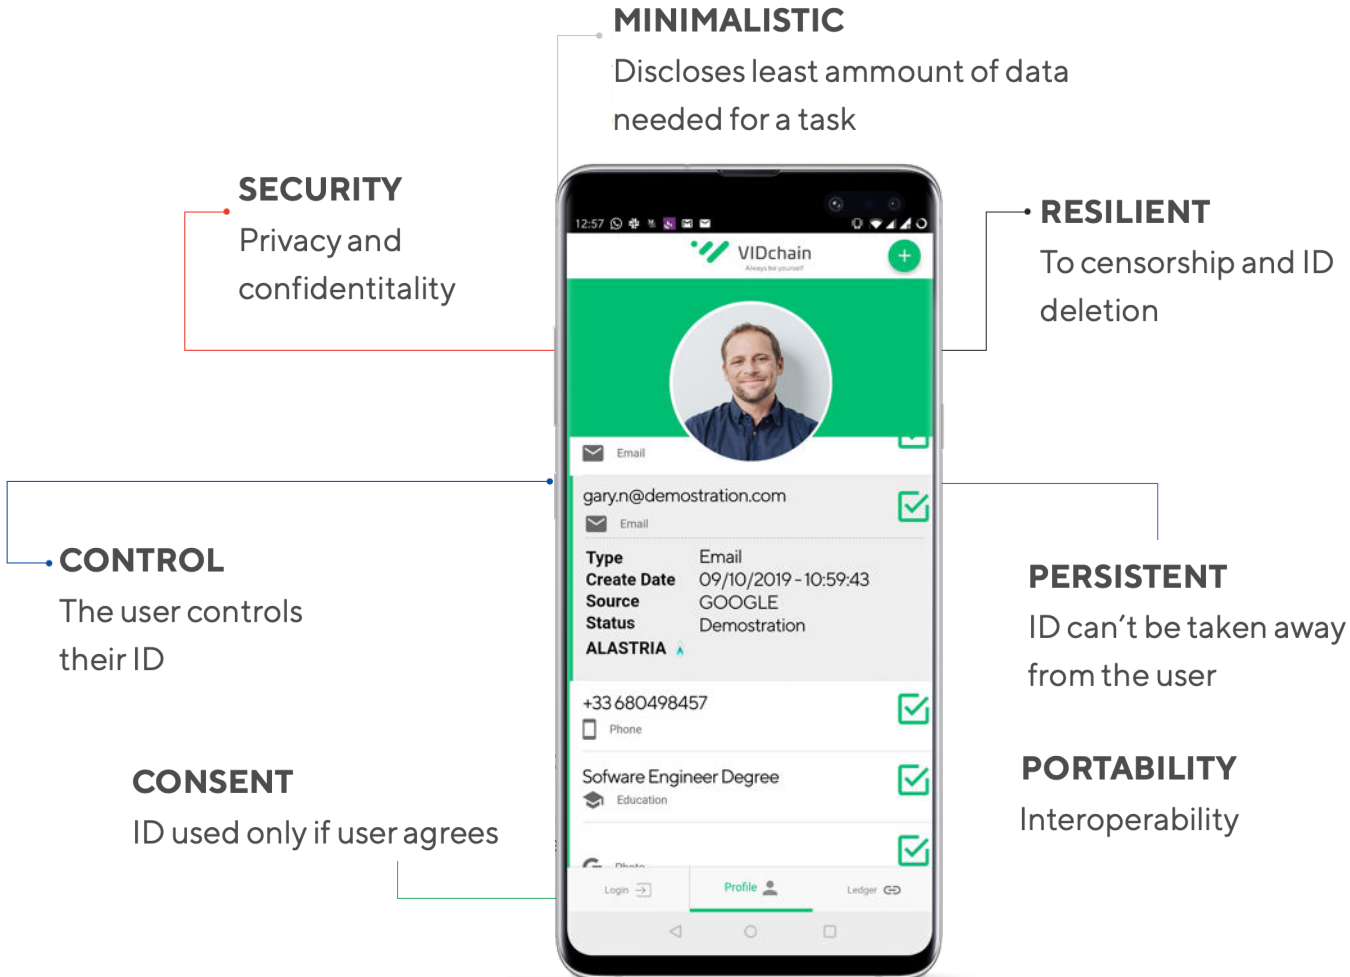 MINIMALISTIC
Discloses least ammount of data
needed for a task
SECURITY
Privacy and
confidentitality
RESILIENT
To censorship and ID
deletion
CONTROL
The user controls
their ID
PERSISTENT
ID can't be taken away
from the user
CONSENT
ID used only if user agrees
PORTABILITY
Interoperability
12:57
VIDchain
Always be yourself
+
Email
gary.n@demostration.com
Email
Type Email
Create Date 09/10/2019 - 10:59:43
Source GOOGLE
Status Demostration
ALASTRIA
+33 680498457
Phone
Sofware Engineer Degree
Education
Photo
Login Profile Ledger